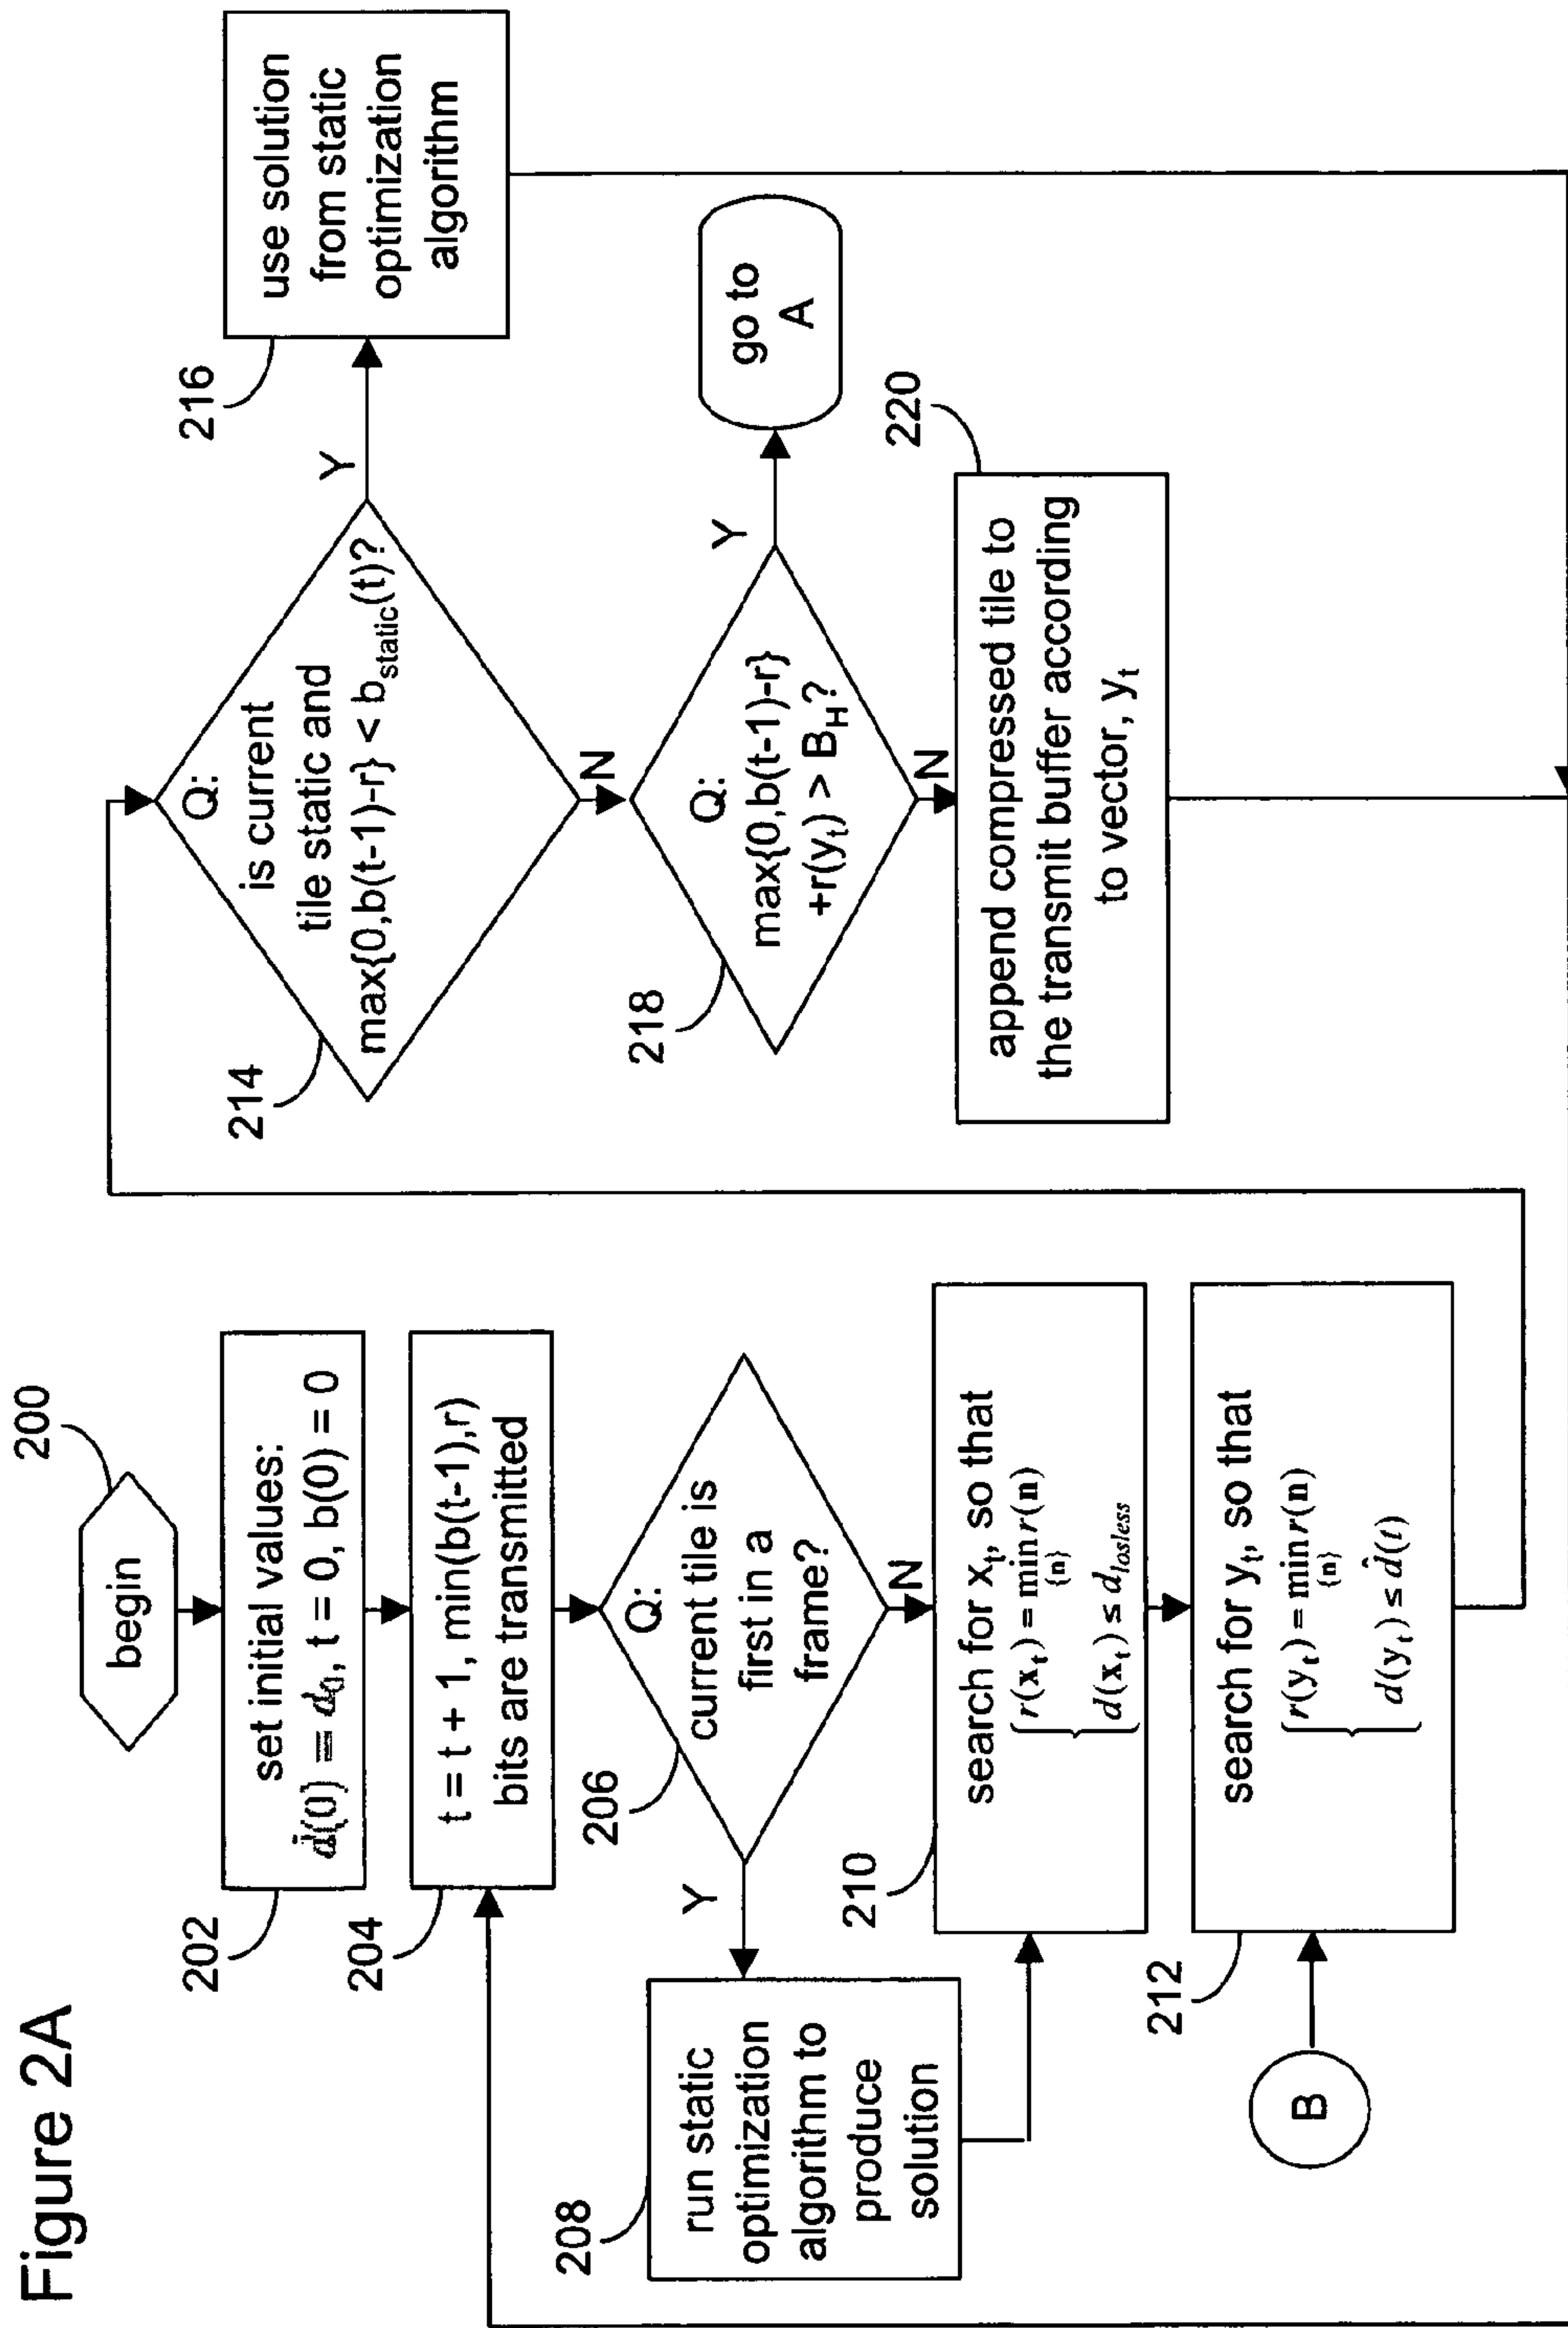 Figure 2A
200
begin
202
set initial values:
d̂(0) = d₀, t = 0, b(0) = 0
204
t = t + 1, min(b(t-1),r)
bits are transmitted
206
Q:
current tile is
first in a
frame?
Y
N
208
run static
optimization
algorithm to
produce
solution
210
search for xₜ, so that
r(xₜ) = min r(n)
{n}
d(xₜ) ≤ d_losless
212
search for yₜ, so that
r(yₜ) = min r(n)
{n}
d(yₜ) ≤ d̂(t)
B
214
Q:
is current
tile static and
max{0,b(t-1)-r} < b_static(t)?
Y
N
216
use solution
from static
optimization
algorithm
218
Q:
max{0,b(t-1)-r}
+r(yₜ) > B_H?
Y
N
go to
A
220
append compressed tile to
the transmit buffer according
to vector, yₜ